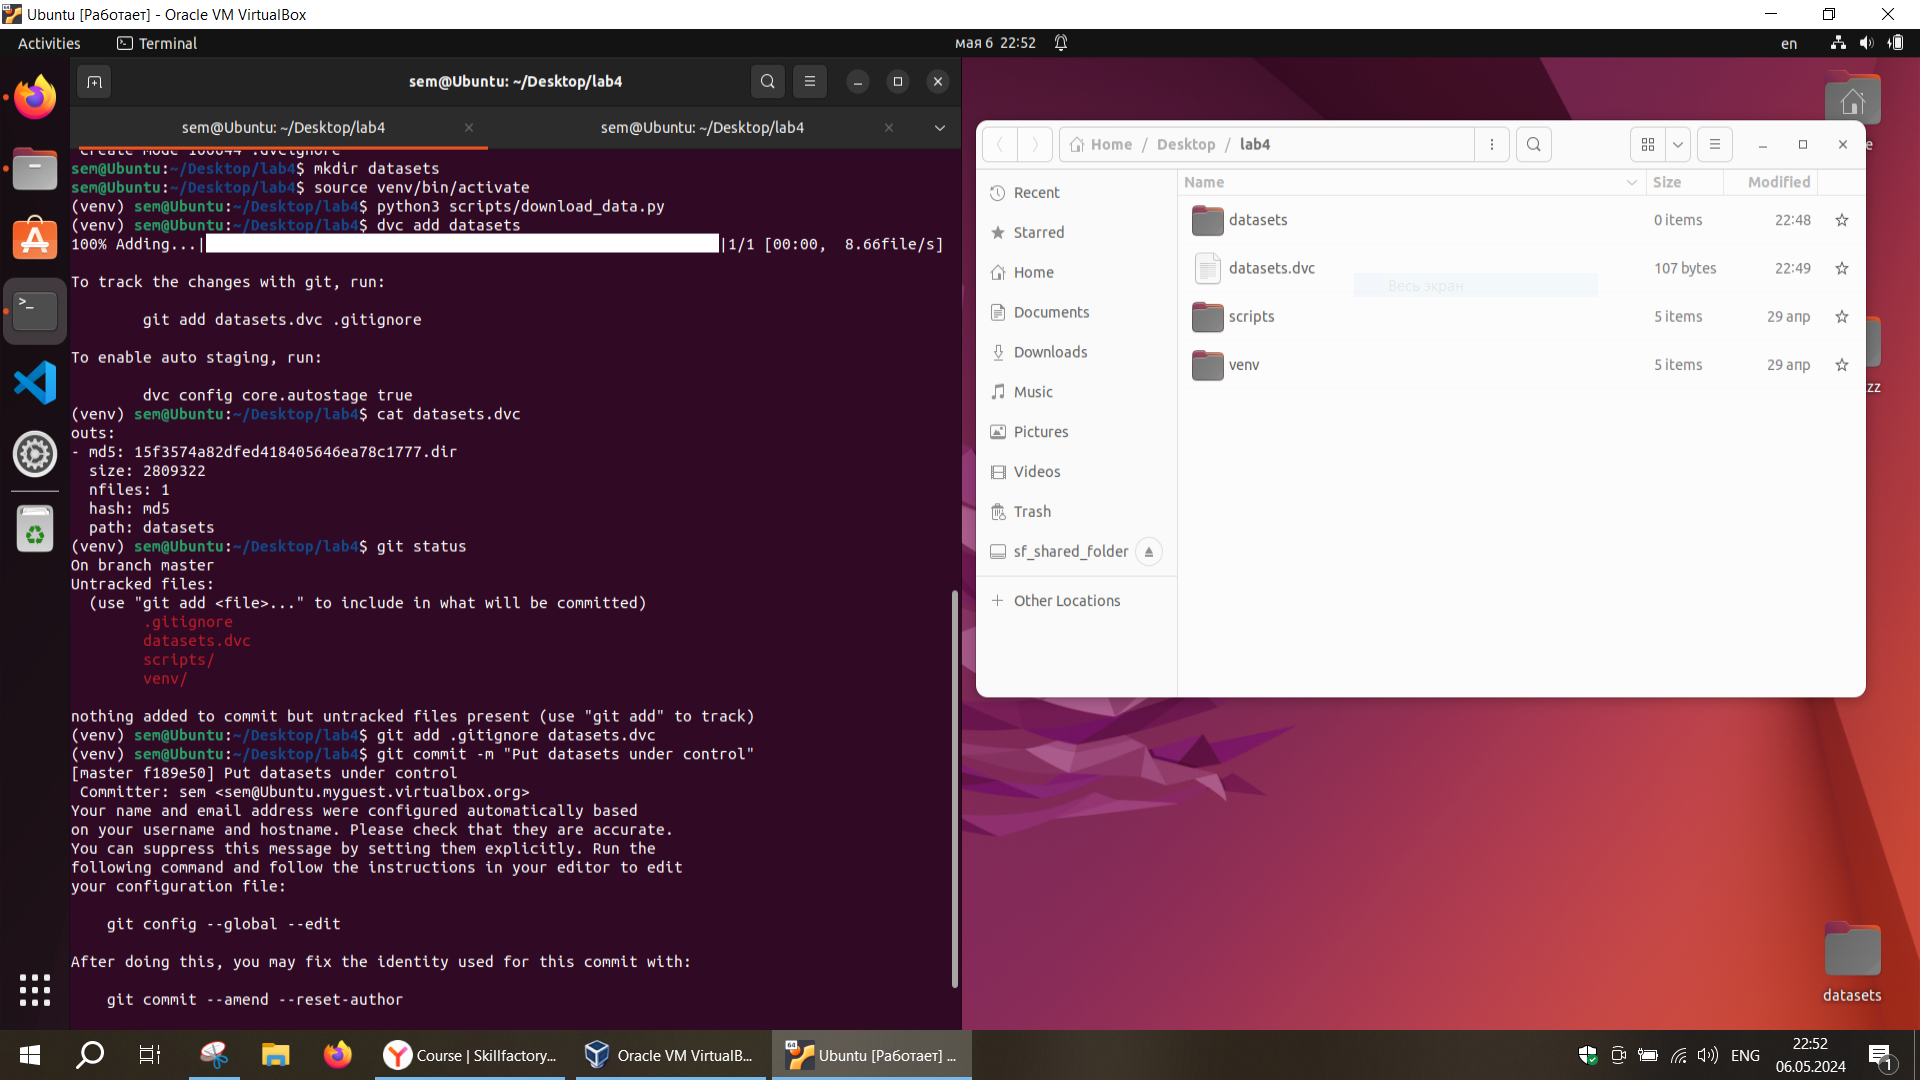 Ubuntu [Работает] - Oracle VM VirtualBox
Activities
Terminal
мая 6 22:52
en
sem@Ubuntu: ~/Desktop/lab4
sem@Ubuntu: ~/Desktop/lab4
sem@Ubuntu: ~/Desktop/lab4
create mode 100644 .dvcignore
sem@Ubuntu:~/Desktop/lab4$ mkdir datasets
sem@Ubuntu:~/Desktop/lab4$ source venv/bin/activate
(venv) sem@Ubuntu:~/Desktop/lab4$ python3 scripts/download_data.py
(venv) sem@Ubuntu:~/Desktop/lab4$ dvc add datasets
100% Adding...| |1/1 [00:00,  8.66file/s]
To track the changes with git, run:
git add datasets.dvc .gitignore
To enable auto staging, run:
dvc config core.autostage true
(venv) sem@Ubuntu:~/Desktop/lab4$ cat datasets.dvc
outs:
- md5: 15f3574a82dfed418405646ea78c1777.dir
size: 2809322
nfiles: 1
hash: md5
path: datasets
(venv) sem@Ubuntu:~/Desktop/lab4$ git status
On branch master
Untracked files:
(use "git add <file>..." to include in what will be committed)
.gitignore
datasets.dvc
scripts/
venv/
nothing added to commit but untracked files present (use "git add" to track)
(venv) sem@Ubuntu:~/Desktop/lab4$ git add .gitignore datasets.dvc
(venv) sem@Ubuntu:~/Desktop/lab4$ git commit -m "Put datasets under control"
[master f189e50] Put datasets under control
Committer: sem <sem@Ubuntu.myguest.virtualbox.org>
Your name and email address were configured automatically based
on your username and hostname. Please check that they are accurate.
You can suppress this message by setting them explicitly. Run the
following command and follow the instructions in your editor to edit
your configuration file:
git config --global --edit
After doing this, you may fix the identity used for this commit with:
git commit --amend --reset-author
Home / Desktop / lab4
Recent
Starred
Home
Documents
Downloads
Music
Pictures
Videos
Trash
sf_shared_folder
Other Locations
Name Size Modified
datasets 0 items 22:48
datasets.dvc 107 bytes 22:49
Весь экран
scripts 5 items 29 апр
venv 5 items 29 апр
e
zz
datasets
Course | Skillfactory...
Oracle VM VirtualB...
64
Ubuntu [Работает] ...
ENG
22:52
06.05.2024
1